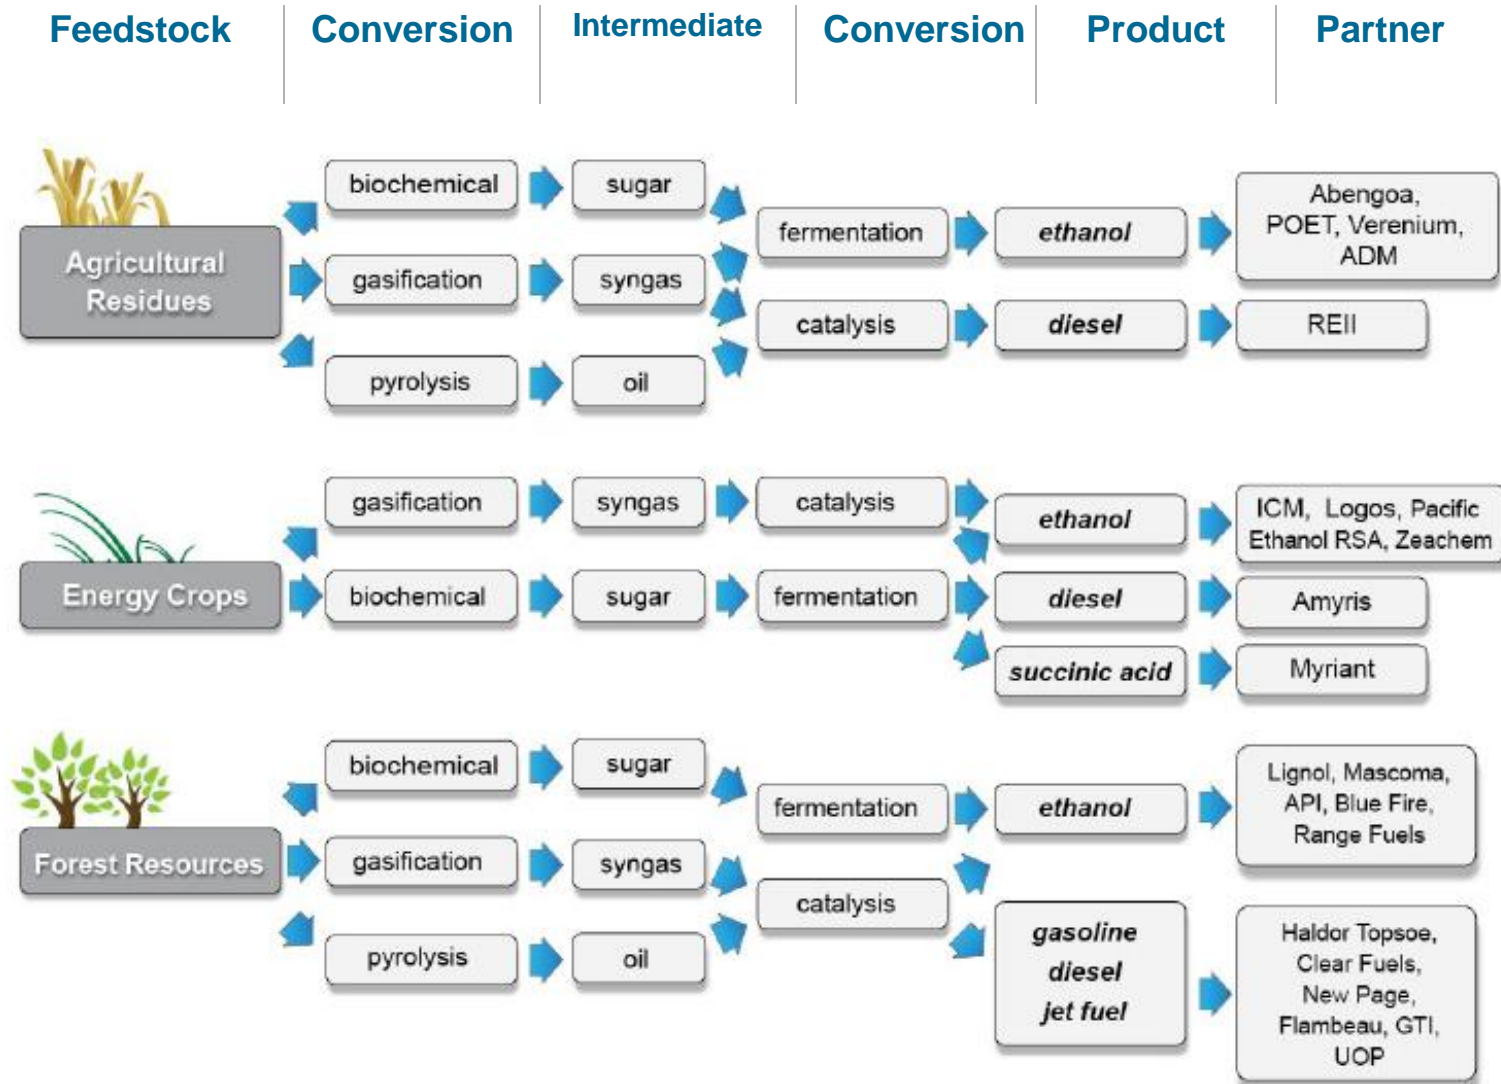 Feedstock
Conversion
Intermediate
Conversion
Product
Partner
Agricultural
Residues
biochemical
sugar
gasification
syngas
pyrolysis
oil
fermentation
ethanol
Abengoa,
POET, Verenium,
ADM
catalysis
diesel
REII
Energy Crops
gasification
syngas
catalysis
ethanol
ICM, Logos, Pacific
Ethanol RSA, Zeachem
biochemical
sugar
fermentation
diesel
Amyris
succinic acid
Myriant
Forest Resources
biochemical
sugar
gasification
syngas
pyrolysis
oil
fermentation
ethanol
Lignol, Mascoma,
API, Blue Fire,
Range Fuels
catalysis
gasoline
diesel
jet fuel
Haldor Topsoe,
Clear Fuels,
New Page,
Flambeau, GTI,
UOP